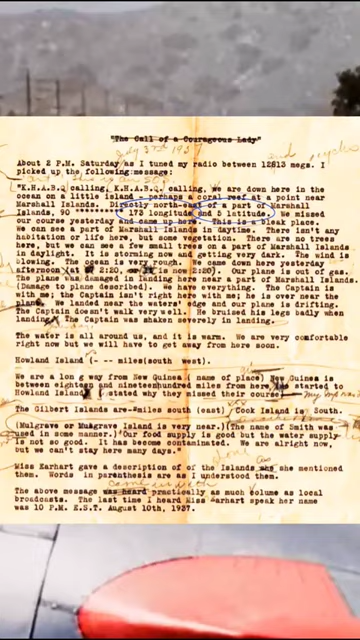 "The Call of a Courageous Lady"
July 3rd 1937
About 2 P.M. Saturday as I tuned my radio between 12813 megs. I
picked up the following message:
"K.H.A.B.Q calling, K.H.A.B.Q calling, we are down here in the
ocean on a little island perhaps a coral reef at a point near
Marshall Islands. Directly north-east of a part of Marshall
Islands, 90 ******** 173 longitude and 5 latitude. We missed
our course yesterday and came up here. This is a bleak place.
We can see a part of Marshall Islands in daytime. There isn't any
habitation or life here, but some vegetation. There are no trees
here, but we can see a few small trees on a part of Marshall Islands
in daylight. It is storming now and getting very dark. The wind is
blowing. The ocean is very rough. We came down here yesterday
afternoon (at 2:20) or is now 2:20. Our plane is out of gas.
The plane was damaged in landing here near a part of Marshall Islands.
(Damage to plane described). We have everything. The Captain is
with me; the Captain isn't right here with me; he is over near the
plane. We landed near the waters' edge and our plane is drifting.
The Captain doesn't walk very well. He bruised his legs badly when
landing. The Captain was shaken severely in landing.
The water is all around us, and it is warm. We are very comfortable
right now but we will have to get away from here soon.
Howland Island (- -- miles(south west).
We are a long way from New Guinea (name of place) New Guinea is
between eighteen and nineteenhundred miles from here, started to
Howland Island (stated why they missed their course)
The Gilbert Islands are-miles south (east) Cook Island is South.
(Mulgrave or Musgrave Island is very near.)(The name of Smith was
used in some manner.)"Our food supply is good but the water supply
is not so good. It has become contaminated. We are alright now,
but we can't stay here many days."
Miss Earhart gave a description of of the Islands she mentioned
them. Words in parenthesis are as I understood them.
The above message was heard practically as much volume as local
broadcasts. The last time I heard Miss Earhart speak her name
was 10 P.M. E.S.T. August 10th, 1937.